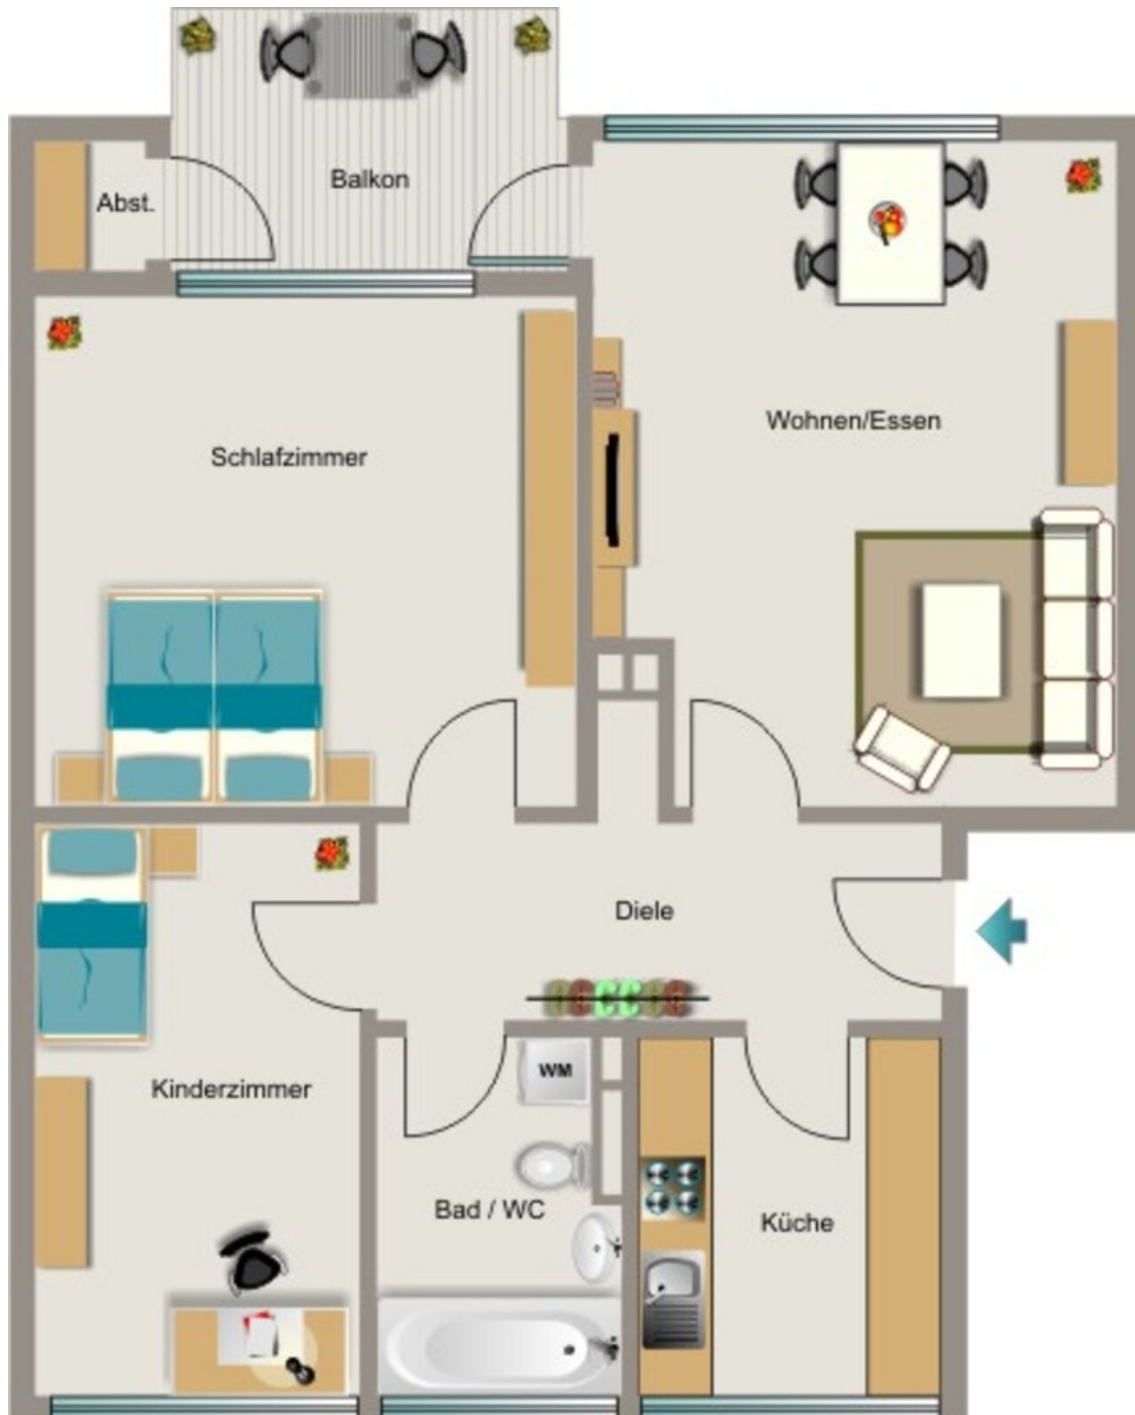 Balkon
Abst.
Wohnen/Essen
Schlafzimmer
Diele
WM
Kinderzimmer
Bad / WC
Küche